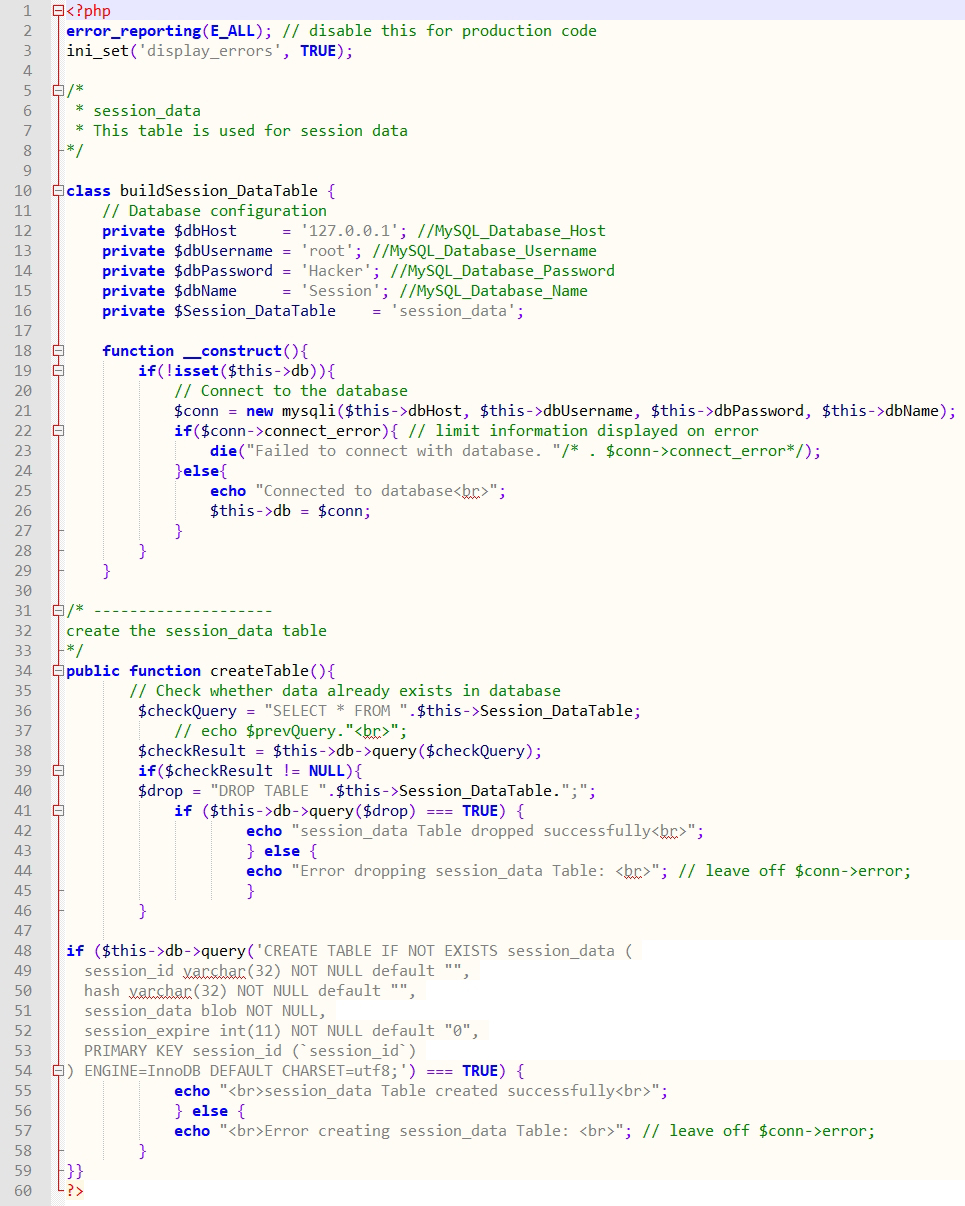 1 <?php
2 error_reporting(E_ALL); // disable this for production code
3 ini_set('display_errors', TRUE);
4
5 /*
6  * session_data
7  * This table is used for session data
8 */
9
10 class buildSession_DataTable {
11     // Database configuration
12     private $dbHost     = '127.0.0.1'; //MySQL_Database_Host
13     private $dbUsername = 'root'; //MySQL_Database_Username
14     private $dbPassword = 'Hacker'; //MySQL_Database_Password
15     private $dbName     = 'Session'; //MySQL_Database_Name
16     private $Session_DataTable    = 'session_data';
17
18     function __construct(){
19         if(!isset($this->db)){
20             // Connect to the database
21             $conn = new mysqli($this->dbHost, $this->dbUsername, $this->dbPassword, $this->dbName);
22             if($conn->connect_error){ // limit information displayed on error
23                 die("Failed to connect with database. "/* . $conn->connect_error*/);
24             }else{
25                 echo "Connected to database<br>";
26                 $this->db = $conn;
27             }
28         }
29     }
30
31 /* --------------------
32 create the session_data table
33 */
34 public function createTable(){
35        // Check whether data already exists in database
36         $checkQuery = "SELECT * FROM ".$this->Session_DataTable;
37             // echo $prevQuery."<br>";
38         $checkResult = $this->db->query($checkQuery);
39         if($checkResult != NULL){
40         $drop = "DROP TABLE ".$this->Session_DataTable.";";
41             if ($this->db->query($drop) === TRUE) {
42                     echo "session_data Table dropped successfully<br>";
43                     } else {
44                     echo "Error dropping session_data Table: <br>"; // leave off $conn->error;
45                     }
46         }
47
48 if ($this->db->query('CREATE TABLE IF NOT EXISTS session_data (
49   session_id varchar(32) NOT NULL default "",
50   hash varchar(32) NOT NULL default "",
51   session_data blob NOT NULL,
52   session_expire int(11) NOT NULL default "0",
53   PRIMARY KEY session_id (`session_id`)
54 ) ENGINE=InnoDB DEFAULT CHARSET=utf8;') === TRUE) {
55             echo "<br>session_data Table created successfully<br>";
56             } else {
57             echo "<br>Error creating session_data Table: <br>"; // leave off $conn->error;
58         }
59 }}
60 ?>